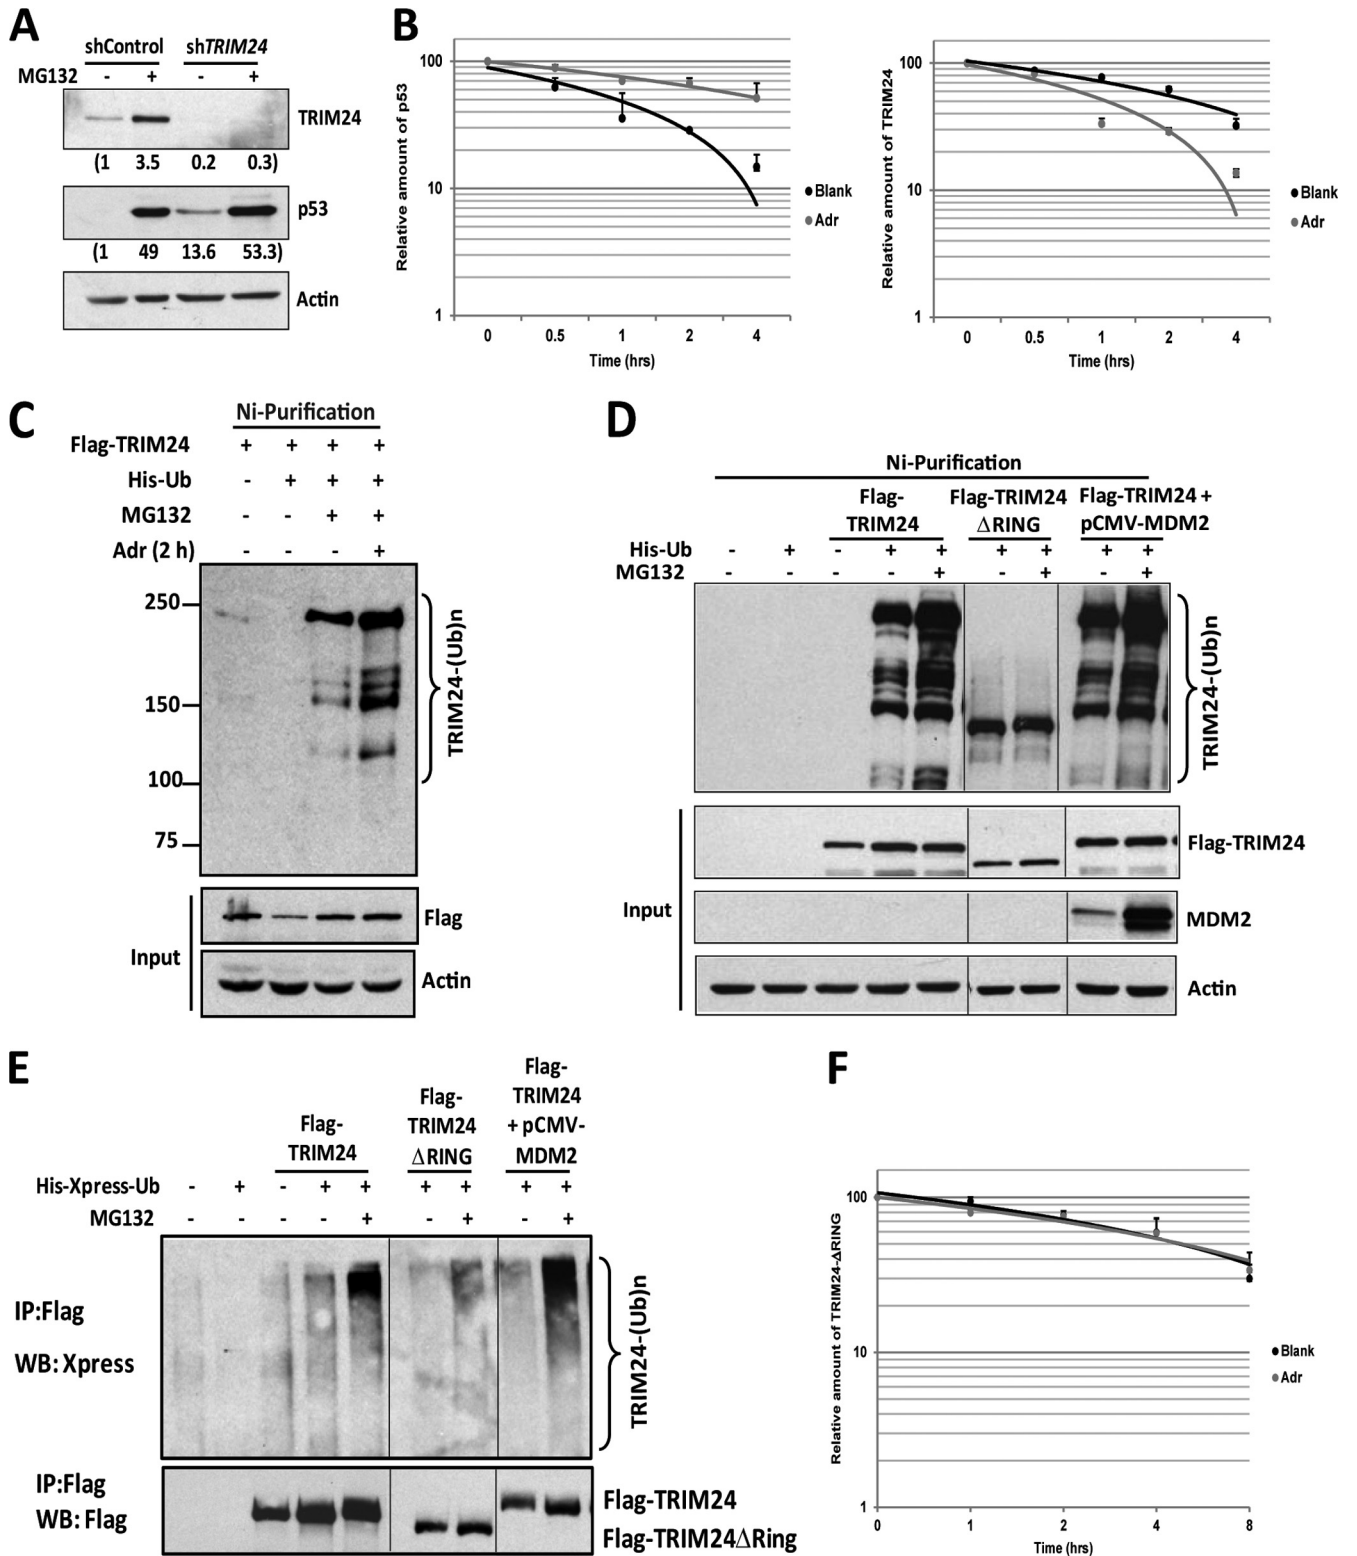 A
shControl shTRIM24
MG132 - + - +
TRIM24
(1 3.5 0.2 0.3)
p53
(1 49 13.6 53.3)
Actin
B
Relative amount of p53
100
10
1
0 0.5 1 2 4
Time (hrs)
Blank
Adr
Relative amount of TRIM24
100
10
1
0 0.5 1 2 4
Time (hrs)
Blank
Adr
C
Ni-Purification
Flag-TRIM24 + + + +
His-Ub - + + +
MG132 - - + +
Adr (2 h) - - - +
250
150
100
75
TRIM24-(Ub)n
Flag
Input
Actin
D
Ni-Purification
Flag-
TRIM24
Flag-TRIM24
ΔRING
Flag-TRIM24 +
pCMV-MDM2
His-Ub - + - + + + + + +
MG132 - - - - + - + - +
TRIM24-(Ub)n
Flag-TRIM24
Input
MDM2
Actin
E
Flag-
TRIM24
Flag-
TRIM24
ΔRING
Flag-
TRIM24
+ pCMV-
MDM2
His-Xpress-Ub - + - + + + + + +
MG132 - - - - + - + - +
IP:Flag
WB: Xpress
TRIM24-(Ub)n
IP:Flag
WB: Flag
Flag-TRIM24
Flag-TRIM24ΔRing
F
Relative amount of TRIM24-ΔRING
100
10
1
0 1 2 4 8
Time (hrs)
Blank
Adr